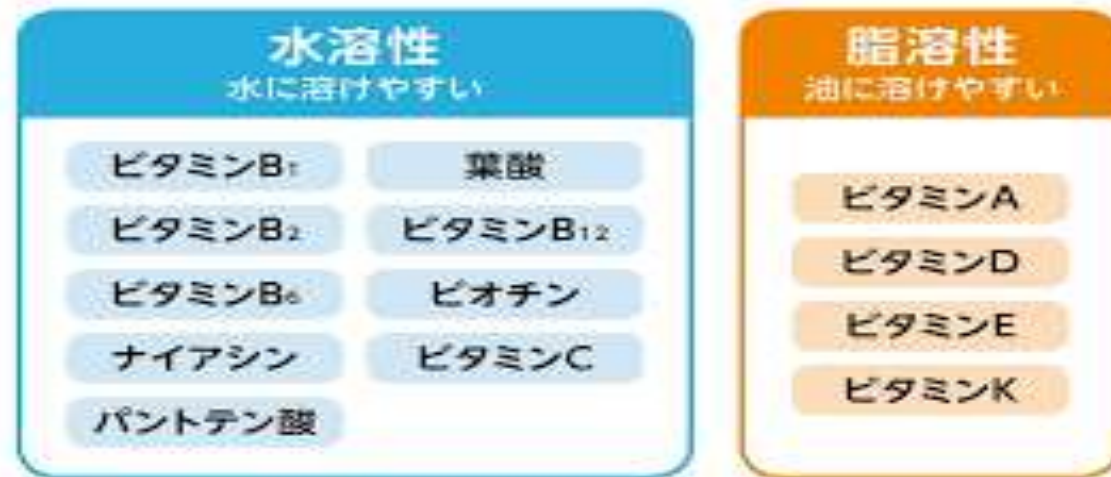 水溶性
水に溶けやすい
ビタミンB₁
葉酸
ビタミンB₂
ビタミンB₁₂
ビタミンB₆
ビオチン
ナイアシン
ビタミンC
パントテン酸
脂溶性
油に溶けやすい
ビタミンA
ビタミンD
ビタミンE
ビタミンK